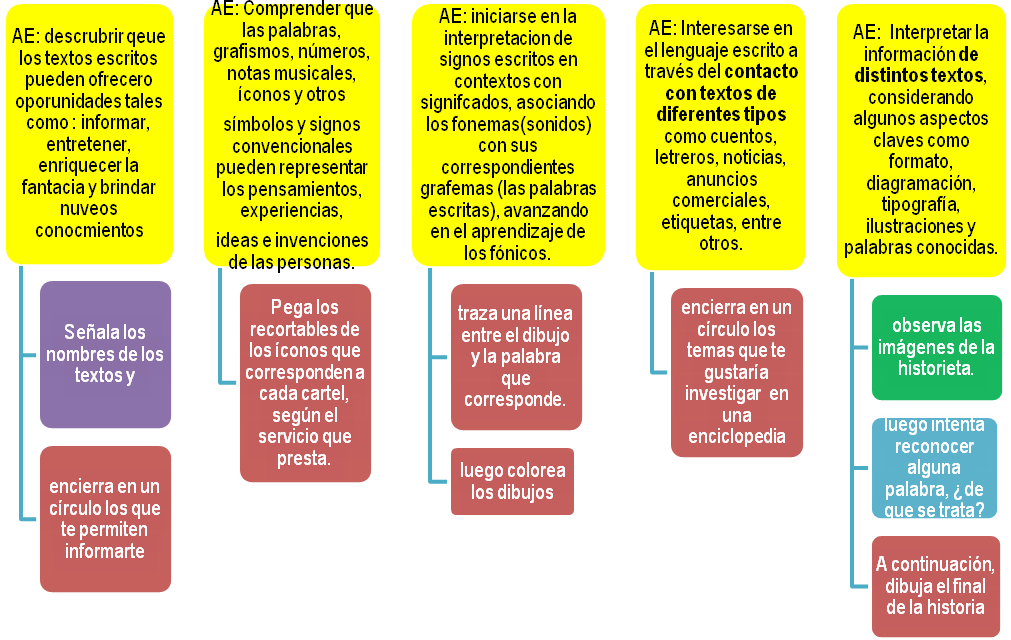 AE: descrubrir qeue
los textos escritos
pueden ofrecero
oporunidades tales
como : informar,
entretener,
enriquecer la
fantacia y brindar
nuveos
conocmientos
Señala los
nombres de los
textos y
encierra en un
círculo los que
te permiten
informarte
AE: Comprender que
las palabras,
grafismos, números,
notas musicales,
íconos y otros
símbolos y signos
convencionales
pueden representar
los pensamientos,
experiencias,
ideas e invenciones
de las personas.
Pega los
recortables de
los íconos que
corresponden a
cada cartel,
según el
servicio que
presta.
AE: iniciarse en la
interpretacion de
signos escritos en
contextos con
signifcados, asociando
los fonemas(sonidos)
con sus
correspondientes
grafemas (las palabras
escritas), avanzando
en el aprendizaje de
los fónicos.
traza una línea
entre el dibujo
y la palabra
que
corresponde.
luego colorea
los dibujos
AE: Interesarse en
el lenguaje escrito a
través del contacto
con textos de
diferentes tipos
como cuentos,
letreros, noticias,
anuncios
comerciales,
etiquetas, entre
otros.
encierra en un
círculo los
temas que te
gustaría
investigar en
una
enciclopedia
AE: Interpretar la
información de
distintos textos,
considerando
algunos aspectos
claves como
formato,
diagramación,
tipografía,
ilustraciones y
palabras conocidas.
observa las
imágenes de la
historieta.
luego intenta
reconocer
alguna
palabra, ¿de
que se trata?
A continuación,
dibuja el final
de la historia